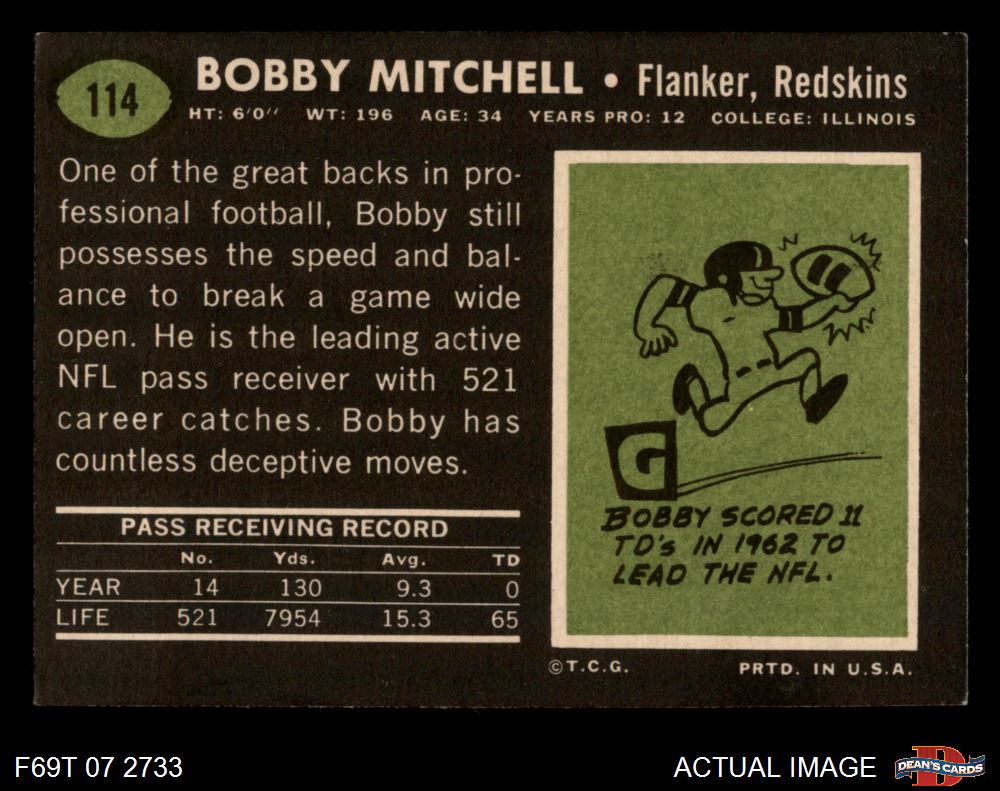 114
BOBBY MITCHELL • Flanker, Redskins
HT: 6'0'' WT: 196 AGE: 34 YEARS PRO: 12 COLLEGE: ILLINOIS
One of the great backs in pro-
fessional football, Bobby still
possesses the speed and bal-
ance to break a game wide
open. He is the leading active
NFL pass receiver with 521
career catches. Bobby has
countless deceptive moves.
PASS RECEIVING RECORD
No. Yds. Avg. TD
YEAR 14 130 9.3 0
LIFE 521 7954 15.3 65
G
BOBBY SCORED 11
TD's IN 1962 TO
LEAD THE NFL.
©T.C.G. PRTD. IN U.S.A.
F69T 07 2733
ACTUAL IMAGE
DEAN'S CARDS